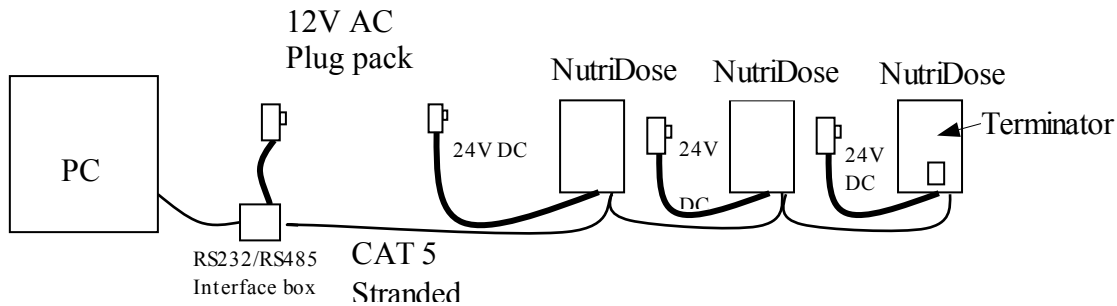 12V AC
Plug pack
NutriDose
NutriDose
NutriDose
Terminator
PC
24V DC
24V
DC
24V
DC
RS232/RS485
Interface box
CAT 5
Stranded